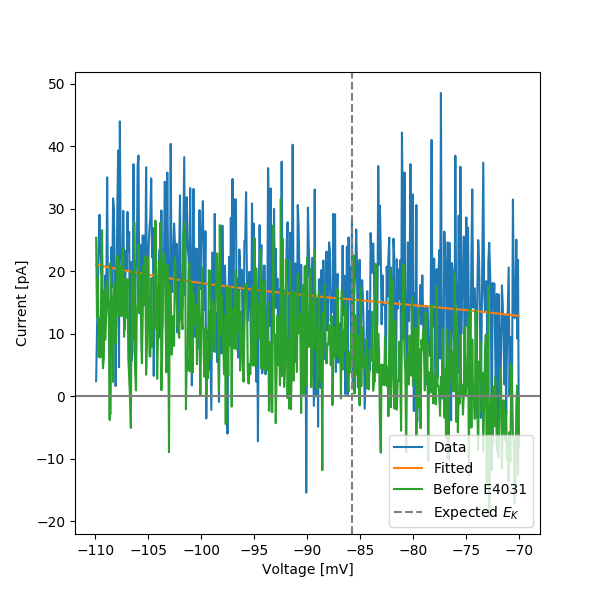 50
40
30
20
10
0
−10
−20
Current [pA]
Data
Fitted
Before E4031
Expected E_K
−110 −105 −100 −95 −90 −85 −80 −75 −70
Voltage [mV]